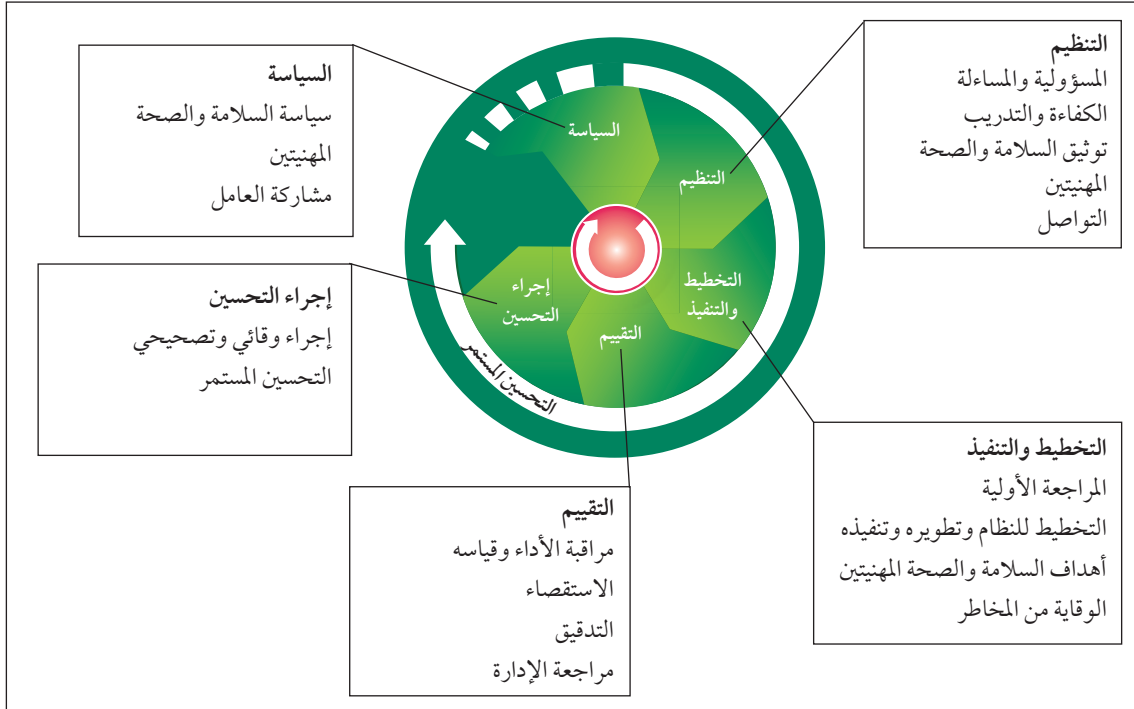 التنظيم
المسؤولية والمساءلة
الكفاءة والتدريب
توثيق السلامة والصحة
المهنيتين
التواصل
السياسة
سياسة السلامة والصحة
المهنيتين
مشاركة العامل
السياسة
التنظيم
التخطيط
والتنفيذ
التقييم
إجراء
التحسين
التحسين المستمر
إجراء التحسين
إجراء وقائي وتصحيحي
التحسين المستمر
التخطيط والتنفيذ
المراجعة الأولية
التخطيط للنظام وتطويره وتنفيذه
أهداف السلامة والصحة المهنيتين
الوقاية من المخاطر
التقييم
مراقبة الأداء وقياسه
الاستقصاء
التدقيق
مراجعة الإدارة